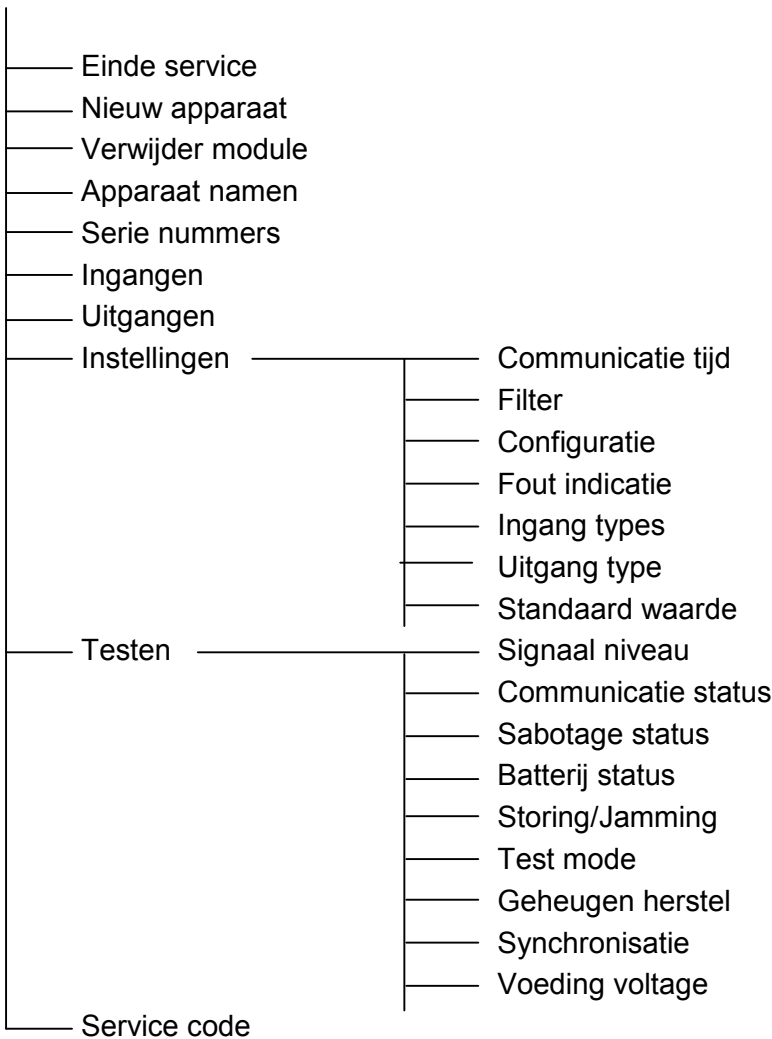 Einde service
Nieuw apparaat
Verwijder module
Apparaat namen
Serie nummers
Ingangen
Uitgangen
Instellingen
Communicatie tijd
Filter
Configuratie
Fout indicatie
Ingang types
Uitgang type
Standaard waarde
Testen
Signaal niveau
Communicatie status
Sabotage status
Batterij status
Storing/Jamming
Test mode
Geheugen herstel
Synchronisatie
Voeding voltage
Service code